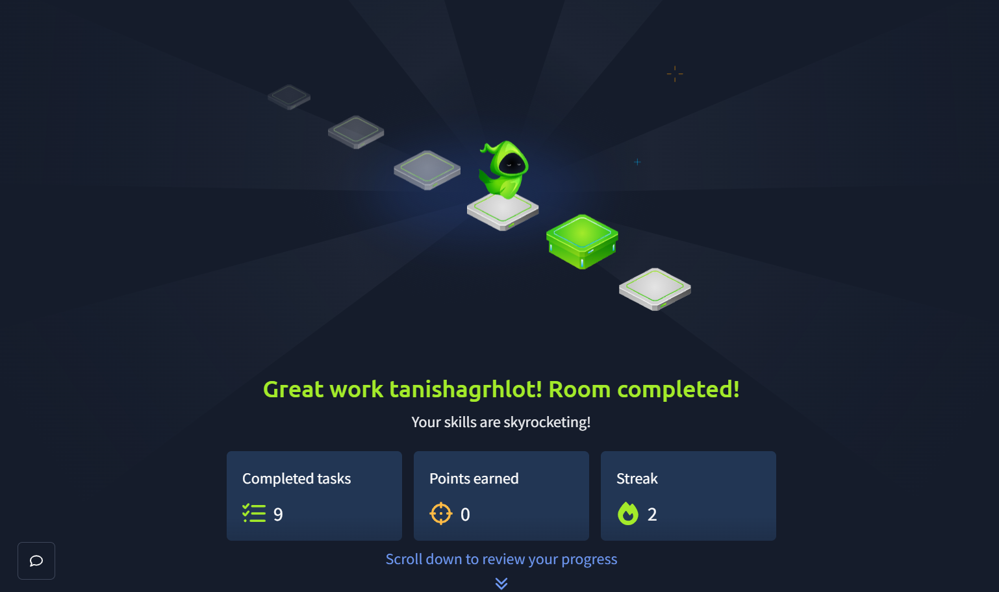 Great work tanishagrhlot! Room completed!
Your skills are skyrocketing!
Completed tasks
9
Points earned
0
Streak
2
Scroll down to review your progress